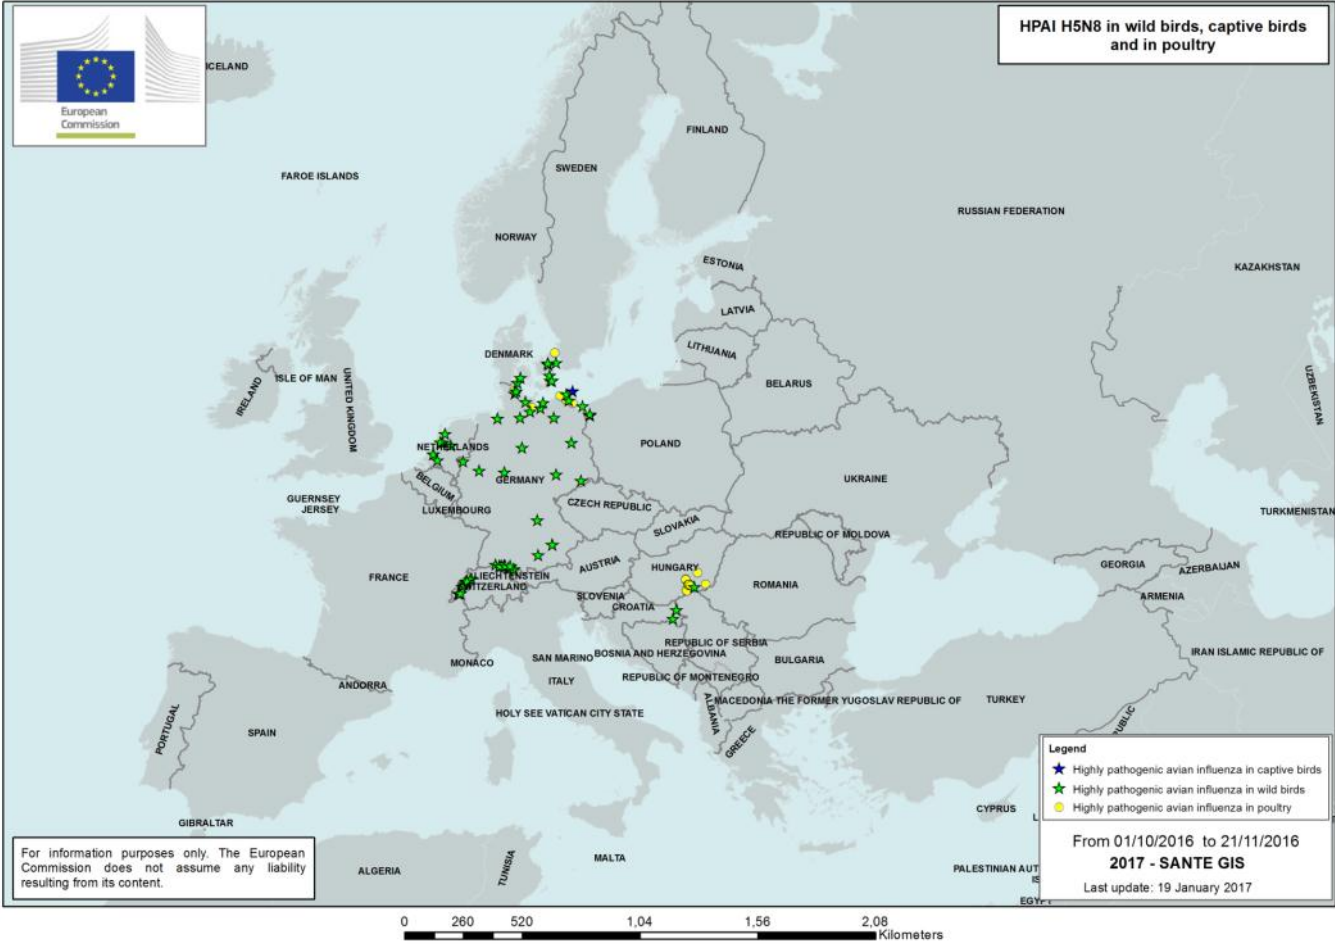 HPAI H5N8 in wild birds, captive birds
and in poultry
European
Commission
ICELAND
FINLAND
SWEDEN
FAROE ISLANDS
RUSSIAN FEDERATION
NORWAY
ESTONIA
KAZAKHSTAN
LATVIA
LITHUANIA
DENMARK
ISLE OF MAN
IRELAND
UNITED KINGDOM
BELARUS
UZBEKISTAN
NETHERLANDS
POLAND
GERMANY
BELGIUM
UKRAINE
GUERNSEY
JERSEY
LUXEMBOURG
CZECH REPUBLIC
TURKMENISTAN
SLOVAKIA
REPUBLIC OF MOLDOVA
FRANCE
LIECHTENSTEIN
SWITZERLAND
AUSTRIA
HUNGARY
ROMANIA
GEORGIA
AZERBAIJAN
ARMENIA
SLOVENIA
CROATIA
REPUBLIC OF SERBIA
BOSNIA AND HERZEGOVINA
SAN MARINO
MONACO
BULGARIA
IRAN ISLAMIC REPUBLIC OF
ANDORRA
ITALY
REPUBLIC OF MONTENEGRO
MACEDONIA THE FORMER YUGOSLAV REPUBLIC OF
TURKEY
ALBANIA
HOLY SEE VATICAN CITY STATE
PORTUGAL
SPAIN
GREECE
PUBLIC
Legend
Highly pathogenic avian influenza in captive birds
Highly pathogenic avian influenza in wild birds
Highly pathogenic avian influenza in poultry
CYPRUS
GIBRALTAR
From 01/10/2016 to 21/11/2016
2017 - SANTE GIS
Last update: 19 January 2017
For information purposes only. The European
Commission does not assume any liability
resulting from its content.
ALGERIA
TUNISIA
MALTA
PALESTINIAN AUT
IS
EGYPT
0 260 520 1,04 1,56 2,08
Kilometers